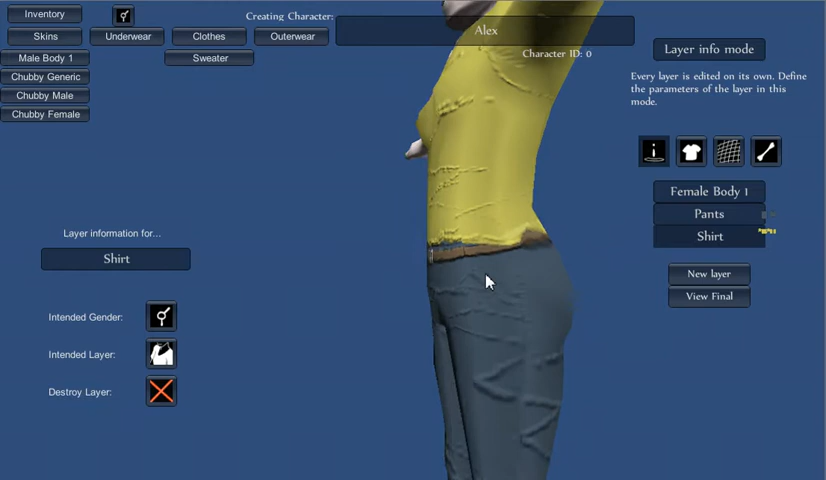 Inventory
Creating Character:
Alex
Skins
Underwear
Clothes
Outerwear
Male Body 1
Sweater
Character ID: 0
Chubby Generic
Chubby Male
Chubby Female
Layer info mode
Every layer is edited on its own. Define
the parameters of the layer in this
mode.
Female Body 1
Pants
Shirt
New layer
View Final
Layer information for...
Shirt
Intended Gender:
Intended Layer:
Destroy Layer: